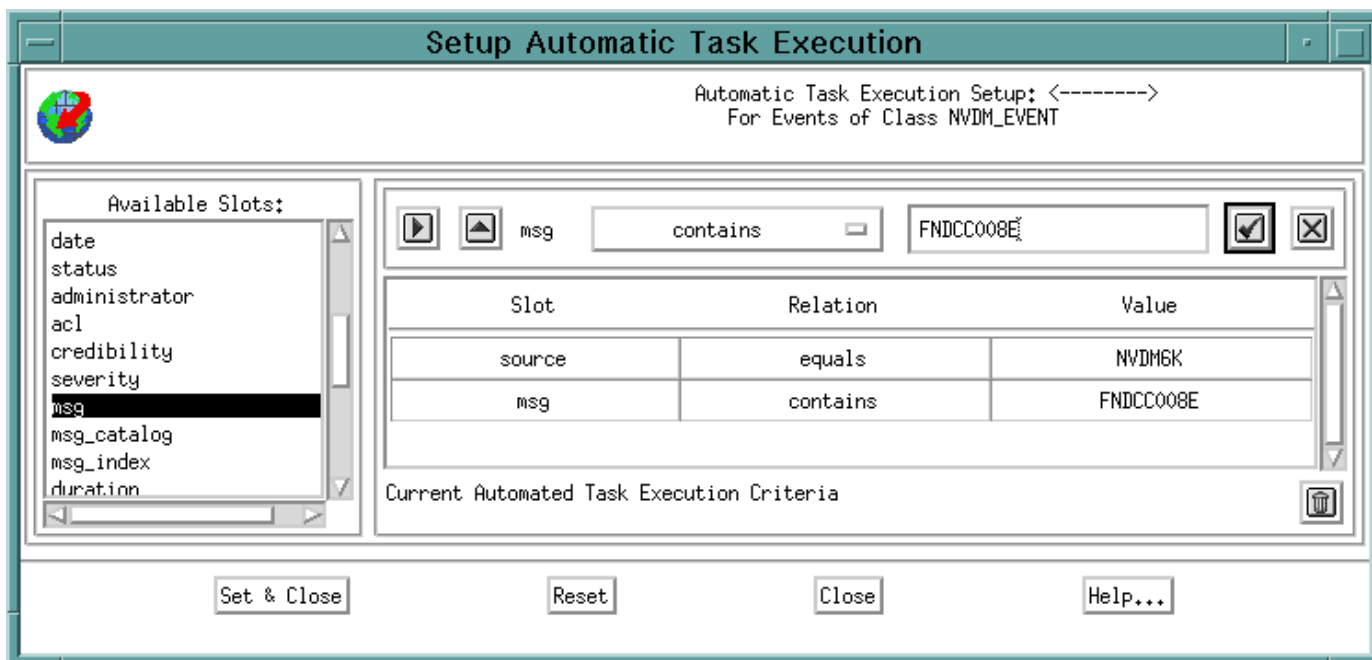 Setup Automatic Task Execution
Automatic Task Execution Setup: <-------->
For Events of Class NVDM_EVENT
Available Slots:
date
status
administrator
acl
credibility
severity
msg
msg_catalog
msg_index
duration
msg contains FNDCC008E
Slot Relation Value
source equals NVDM6K
msg contains FNDCC008E
Current Automated Task Execution Criteria
Set & Close Reset Close Help...